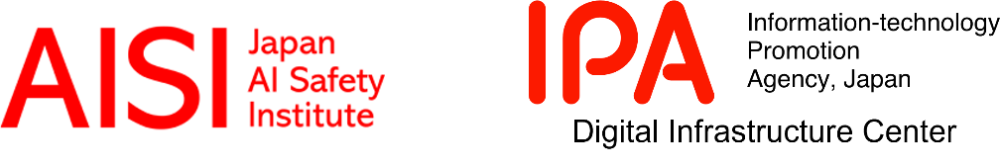 AISI
Japan
AI Safety
Institute
IPA
Information-technology
Promotion
Agency, Japan
Digital Infrastructure Center